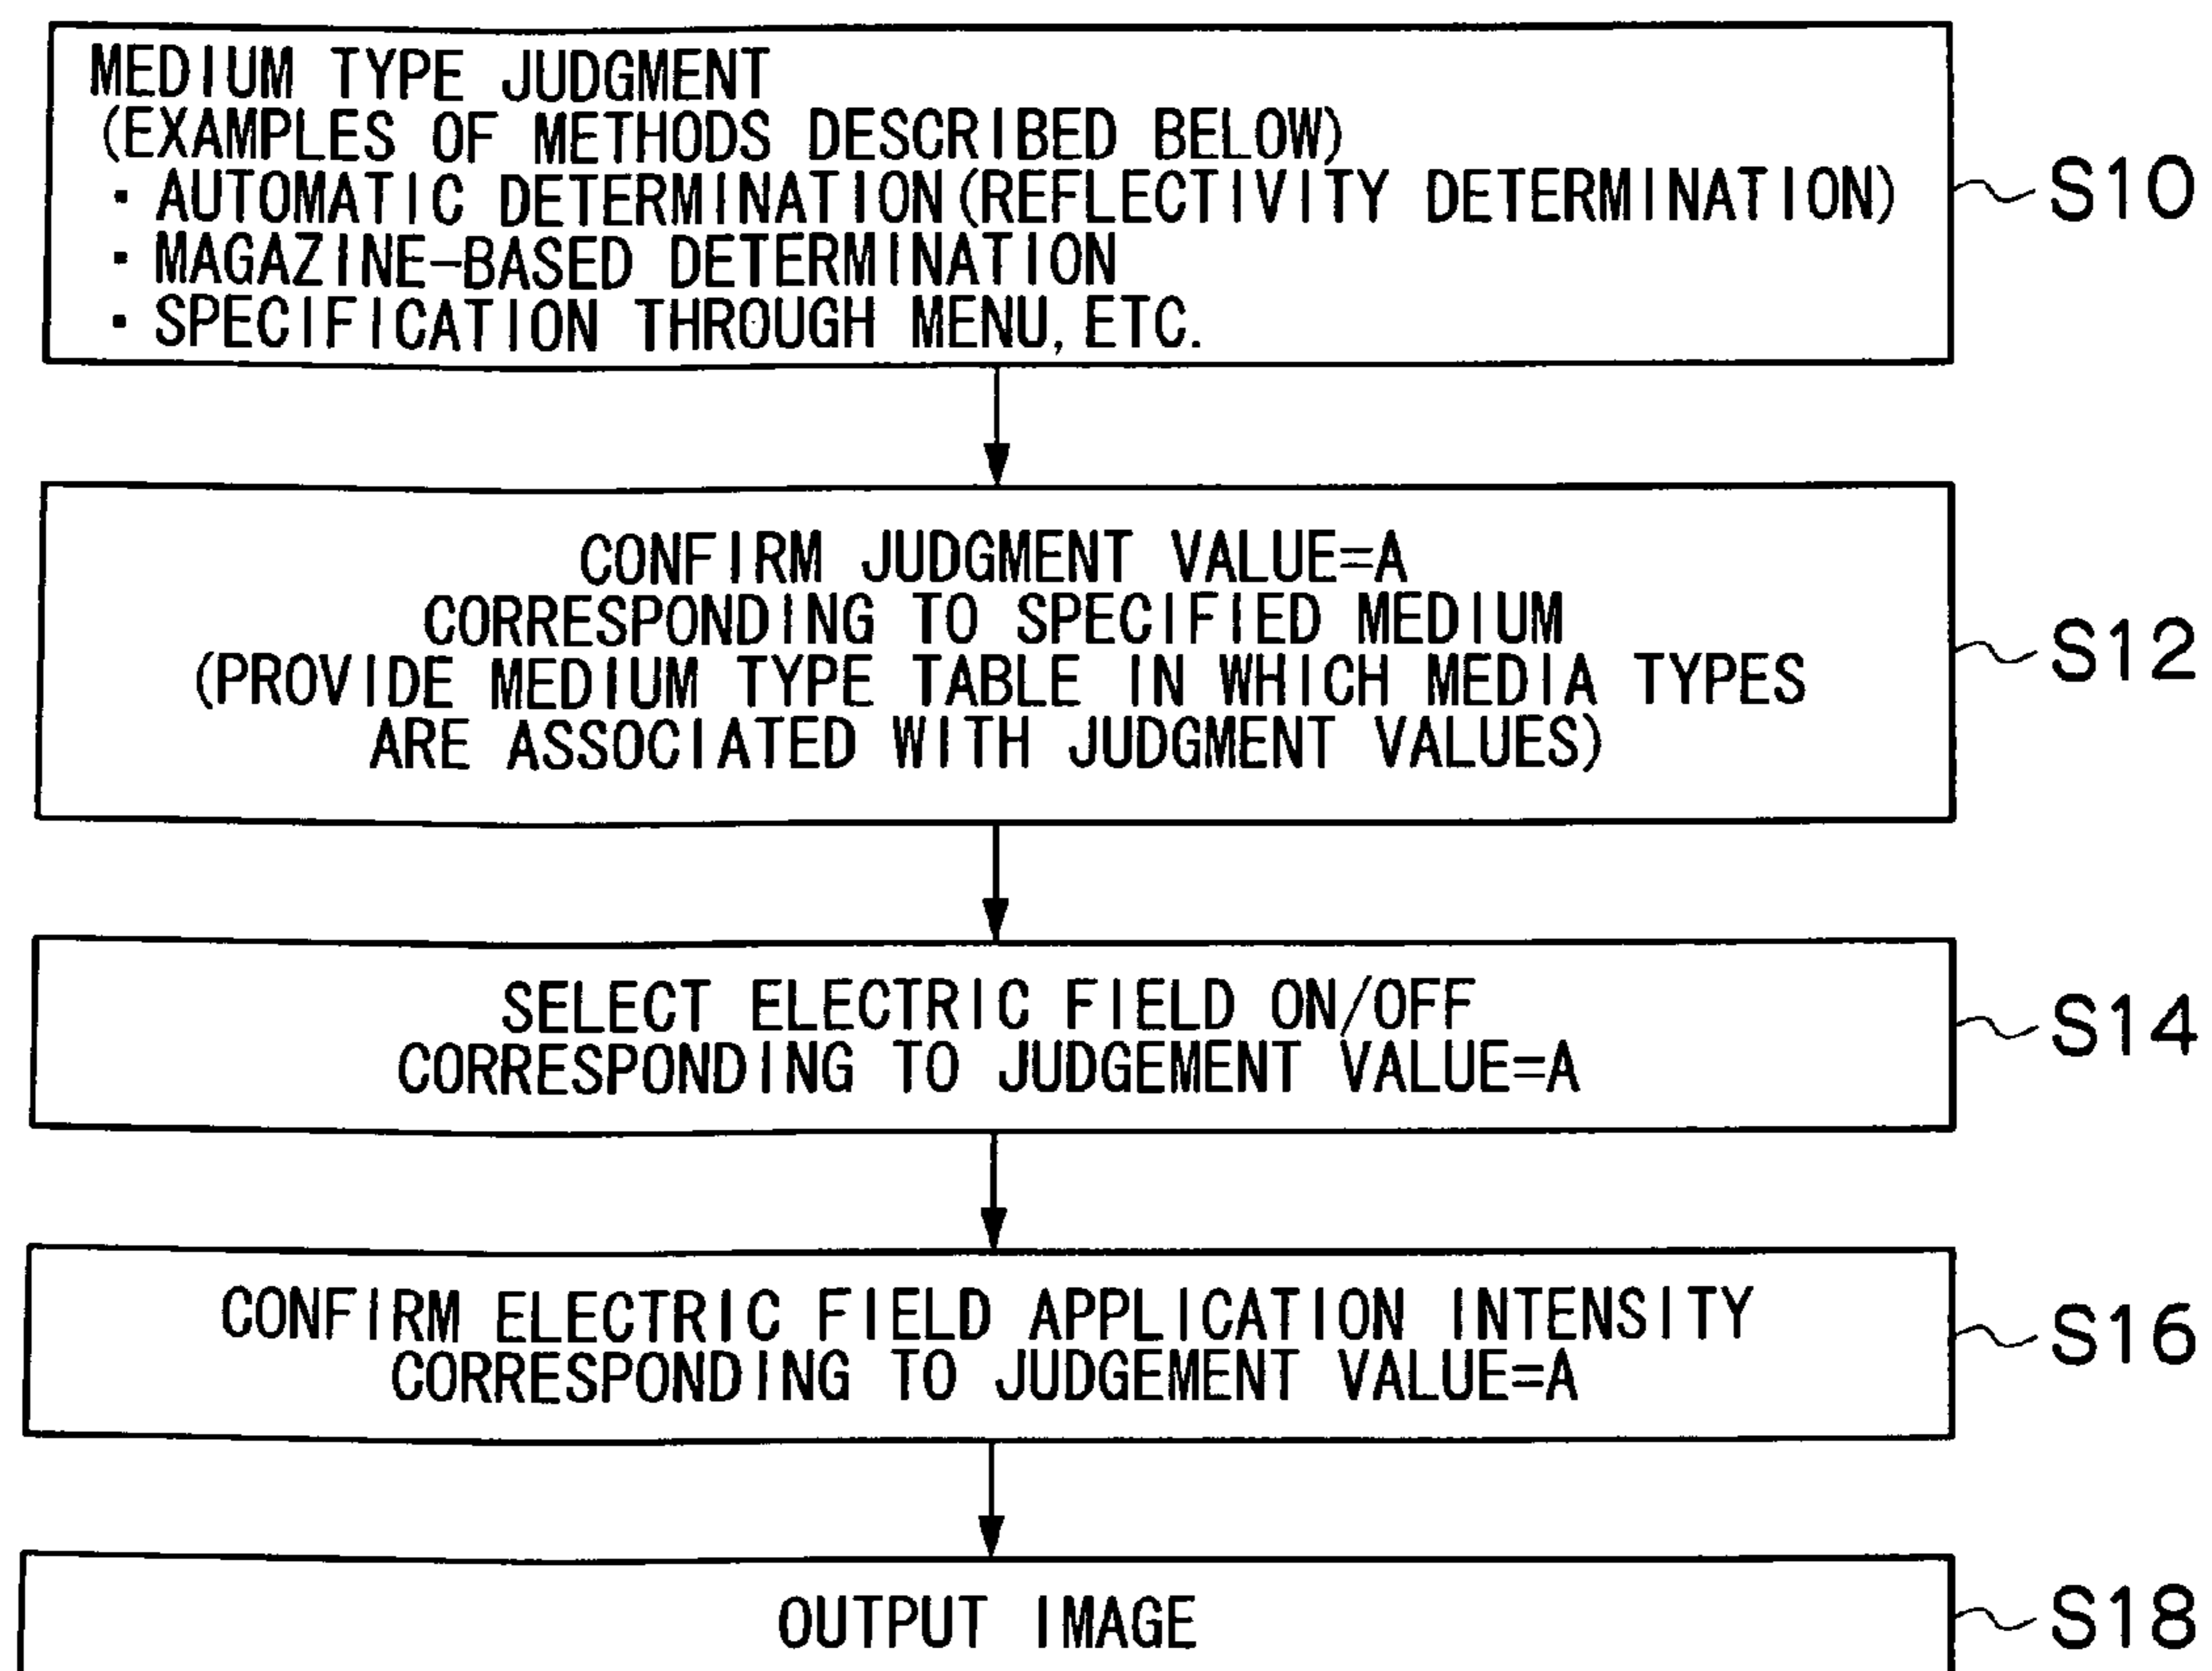 MEDIUM TYPE JUDGMENT
(EXAMPLES OF METHODS DESCRIBED BELOW)
・AUTOMATIC DETERMINATION(REFLECTIVITY DETERMINATION)
・MAGAZINE-BASED DETERMINATION
・SPECIFICATION THROUGH MENU, ETC.
S10
CONFIRM JUDGMENT VALUE=A
CORRESPONDING TO SPECIFIED MEDIUM
(PROVIDE MEDIUM TYPE TABLE IN WHICH MEDIA TYPES
ARE ASSOCIATED WITH JUDGMENT VALUES)
S12
SELECT ELECTRIC FIELD ON/OFF
CORRESPONDING TO JUDGEMENT VALUE=A
S14
CONFIRM ELECTRIC FIELD APPLICATION INTENSITY
CORRESPONDING TO JUDGEMENT VALUE=A
S16
OUTPUT IMAGE
S18